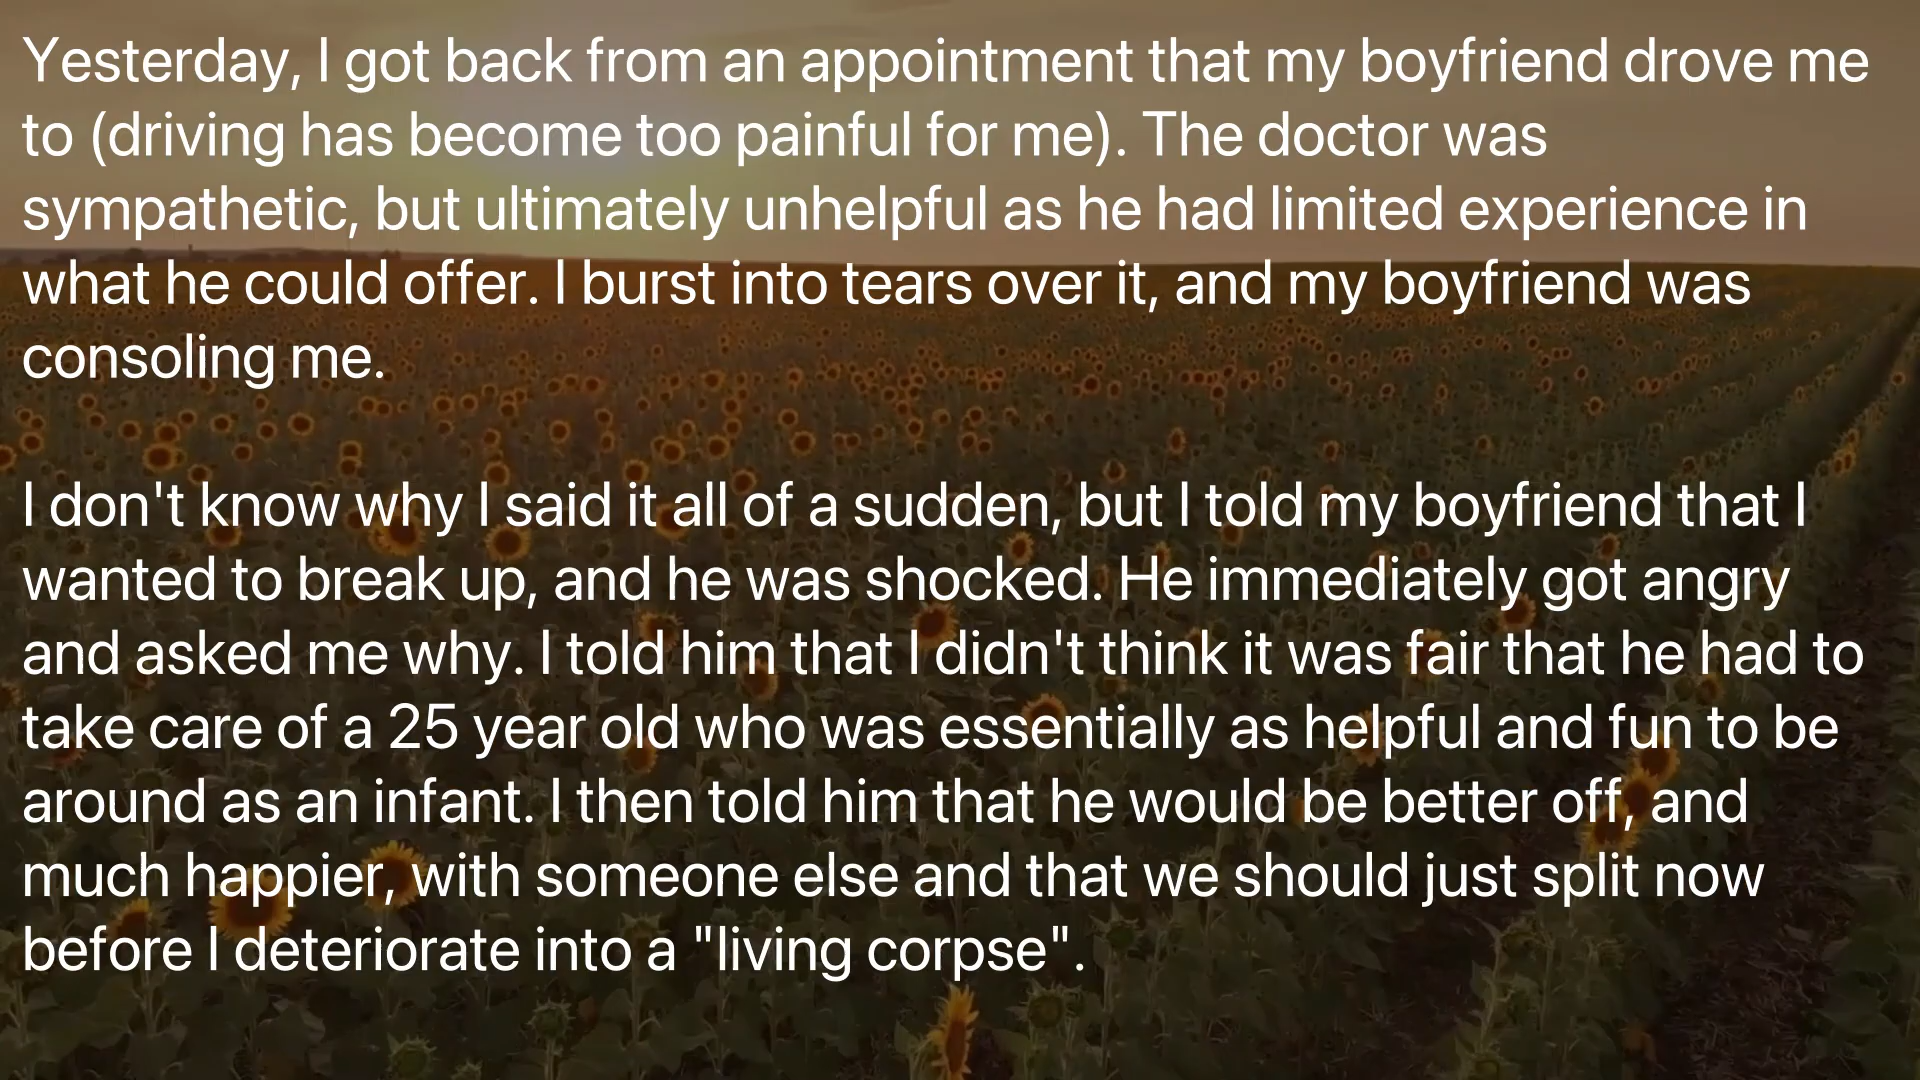 Yesterday, I got back from an appointment that my boyfriend drove me
to (driving has become too painful for me). The doctor was
sympathetic, but ultimately unhelpful as he had limited experience in
what he could offer. I burst into tears over it, and my boyfriend was
consoling me.
I don't know why I said it all of a sudden, but I told my boyfriend that I
wanted to break up, and he was shocked. He immediately got angry
and asked me why. I told him that I didn't think it was fair that he had to
take care of a 25 year old who was essentially as helpful and fun to be
around as an infant. I then told him that he would be better off, and
much happier, with someone else and that we should just split now
before I deteriorate into a "living corpse".